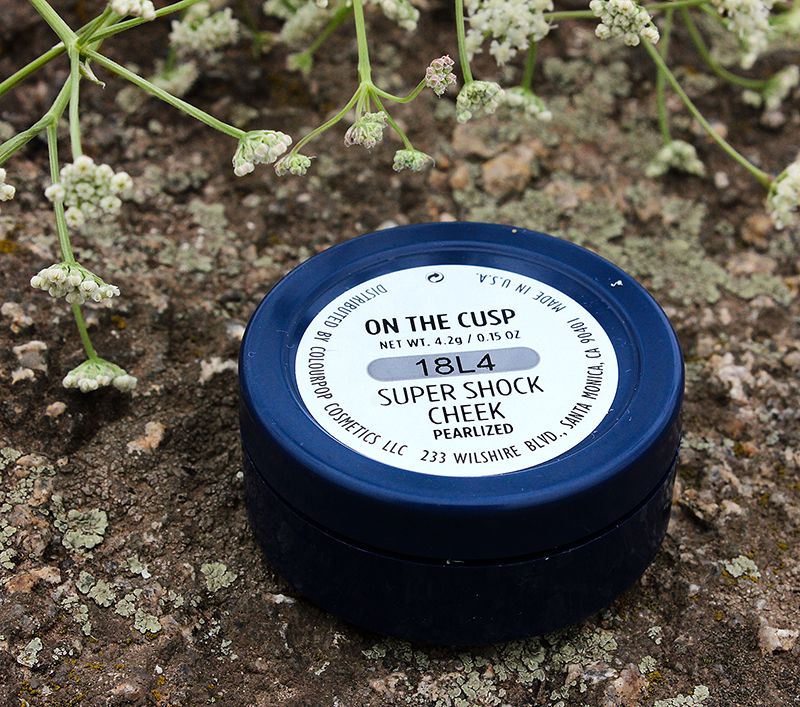 ON THE CUSP
NET WT. 4.2g / 0.15 OZ
18L4
SUPER SHOCK
CHEEK
PEARLIZED
DISTRIBUTED BY COLOURPOP COSMETICS LLC 233 WILSHIRE BLVD., SANTA MONICA, CA 90401 MADE IN U.S.A.